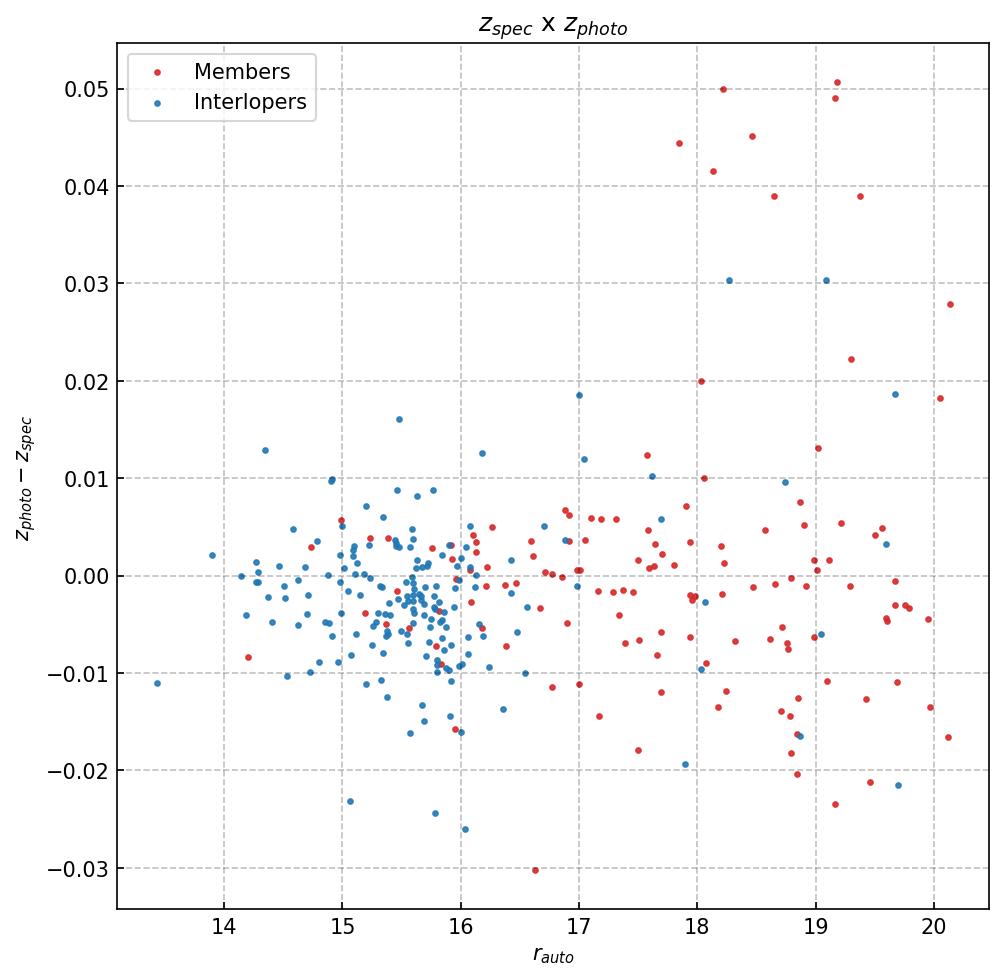 z_spec x z_photo
Members
Interlopers
0.05
0.04
0.03
0.02
0.01
0.00
−0.01
−0.02
−0.03
z_photo − z_spec
14 15 16 17 18 19 20
r_auto